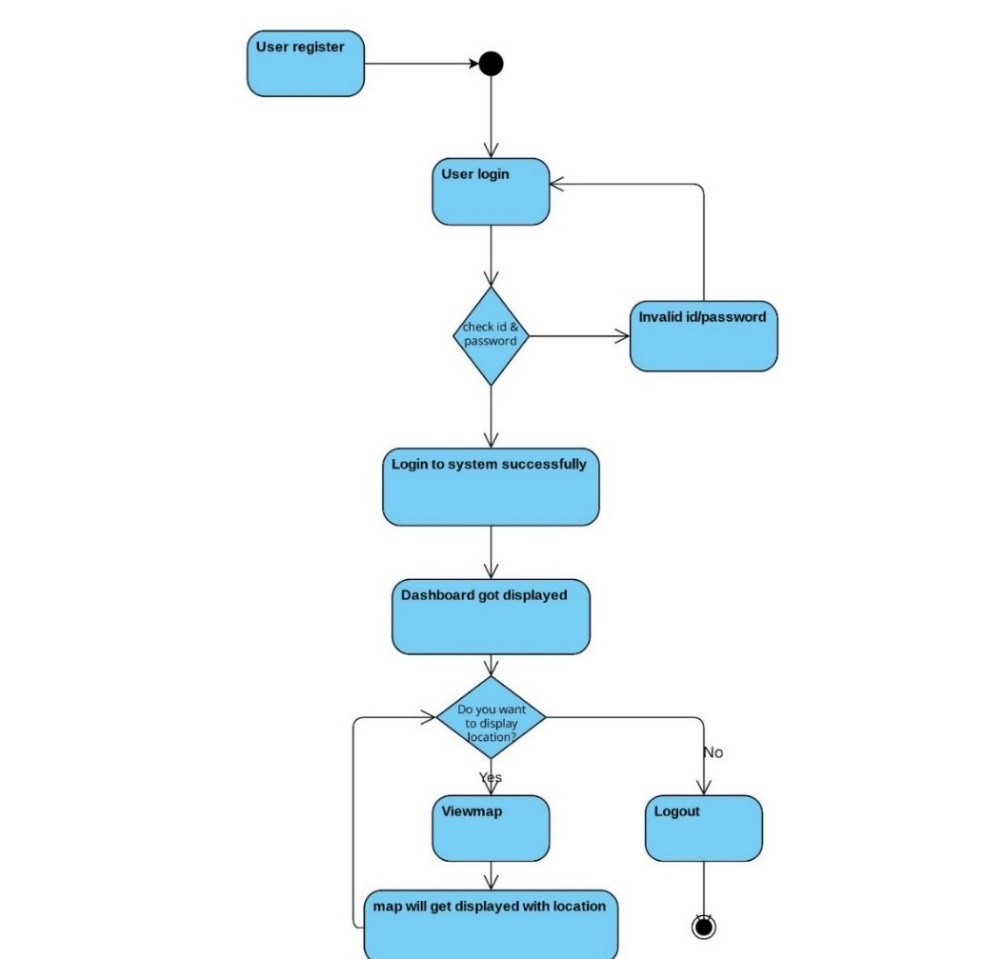 User register
User login
Invalid id/password
check id &
password
Login to system successfully
Dashboard got displayed
Do you want
to display
location?
No
Yes
Viewmap
Logout
map will get displayed with location